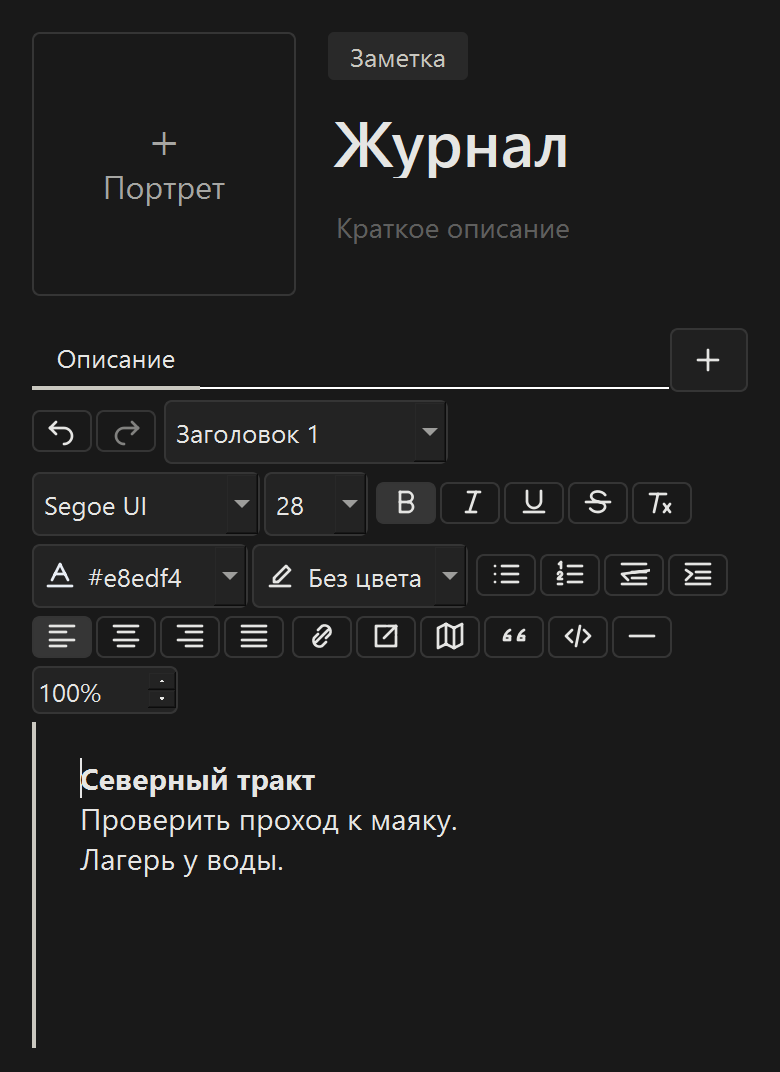 Заметка
Журнал
Краткое описание
+
Портрет
Описание
+
Заголовок 1
Segoe UI
28
B
I
U
S
Tx
A #e8edf4
Без цвета
100%
Северный тракт
Проверить проход к маяку.
Лагерь у воды.